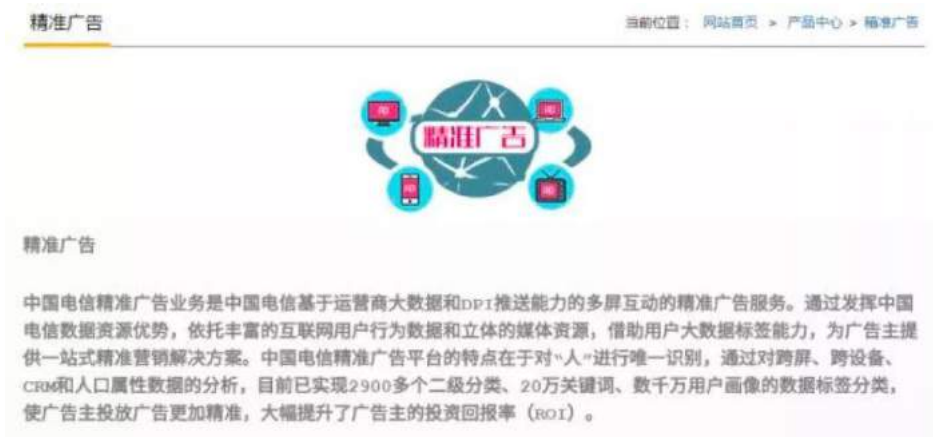 精准广告
当前位置: 网站首页 > 产品中心 > 精准广告
AD
AD
精准广告
AD
AD
精准广告
中国电信精准广告业务是中国电信基于运营商大数据和DPI推送能力的多屏互动的精准广告服务。通过发挥中国
电信数据资源优势，依托丰富的互联网用户行为数据和立体的媒体资源，借助用户大数据标签能力，为广告主提
供一站式精准营销解决方案。中国电信精准广告平台的特点在于对“人”进行唯一识别，通过对跨屏、跨设备、
CRM和人口属性数据的分析，目前已实现2900多个二级分类、20万关键词、数千万用户画像的数据标签分类，
使广告主投放广告更加精准，大幅提升了广告主的投资回报率（ROI）。